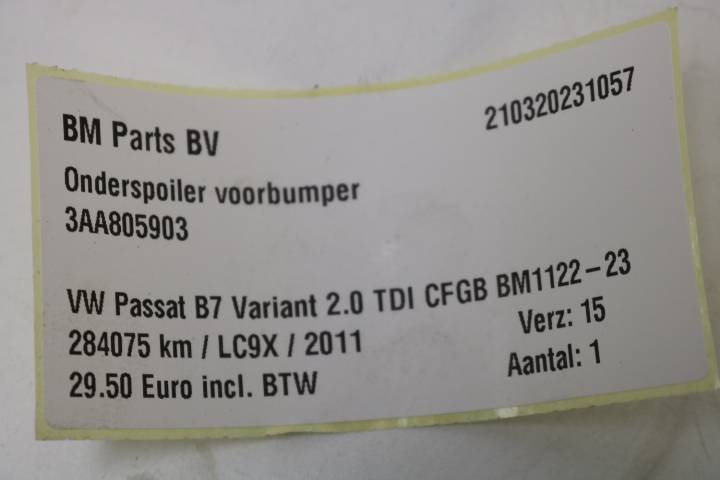 BM Parts BV
210320231057
Onderspoiler voorbumper
3AA805903
VW Passat B7 Variant 2.0 TDI CFGB BM1122-23
284075 km / LC9X / 2011
Verz: 15
29.50 Euro incl. BTW
Aantal: 1